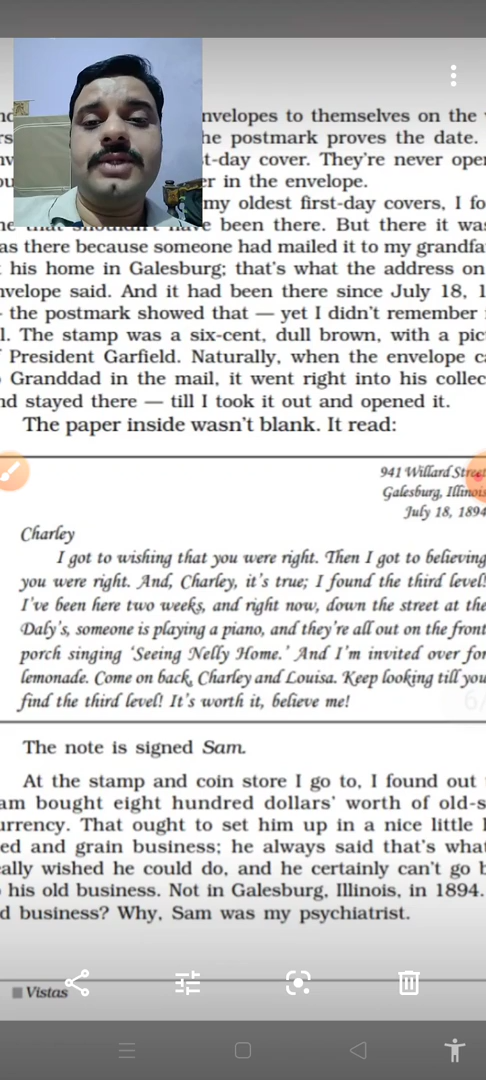 nvelopes to themselves on the
he postmark proves the date.
t-day cover. They're never ope
er in the envelope.
my oldest first-day covers, I fo
been there. But there it was
as there because someone had mailed it to my grandfa
his home in Galesburg; that's what the address on
nvelope said. And it had been there since July 18, 1
- the postmark showed that — yet I didn't remember
l. The stamp was a six-cent, dull brown, with a pic
President Garfield. Naturally, when the envelope ca
Granddad in the mail, it went right into his collec
nd stayed there — till I took it out and opened it.
The paper inside wasn't blank. It read:
941 Willard Street
Galesburg, Illinois
July 18, 1894
Charley
I got to wishing that you were right. Then I got to believing
you were right. And, Charley, it's true; I found the third level!
I've been here two weeks, and right now, down the street at the
Daly's, someone is playing a piano, and they're all out on the front
porch singing 'Seeing Nelly Home.' And I'm invited over for
lemonade. Come on back, Charley and Louisa. Keep looking till you
find the third level! It's worth it, believe me!
The note is signed Sam.
At the stamp and coin store I go to, I found out
am bought eight hundred dollars' worth of old-s
urrency. That ought to set him up in a nice little
ed and grain business; he always said that's what
eally wished he could do, and he certainly can't go b
his old business. Not in Galesburg, Illinois, in 1894.
d business? Why, Sam was my psychiatrist.
Vistas